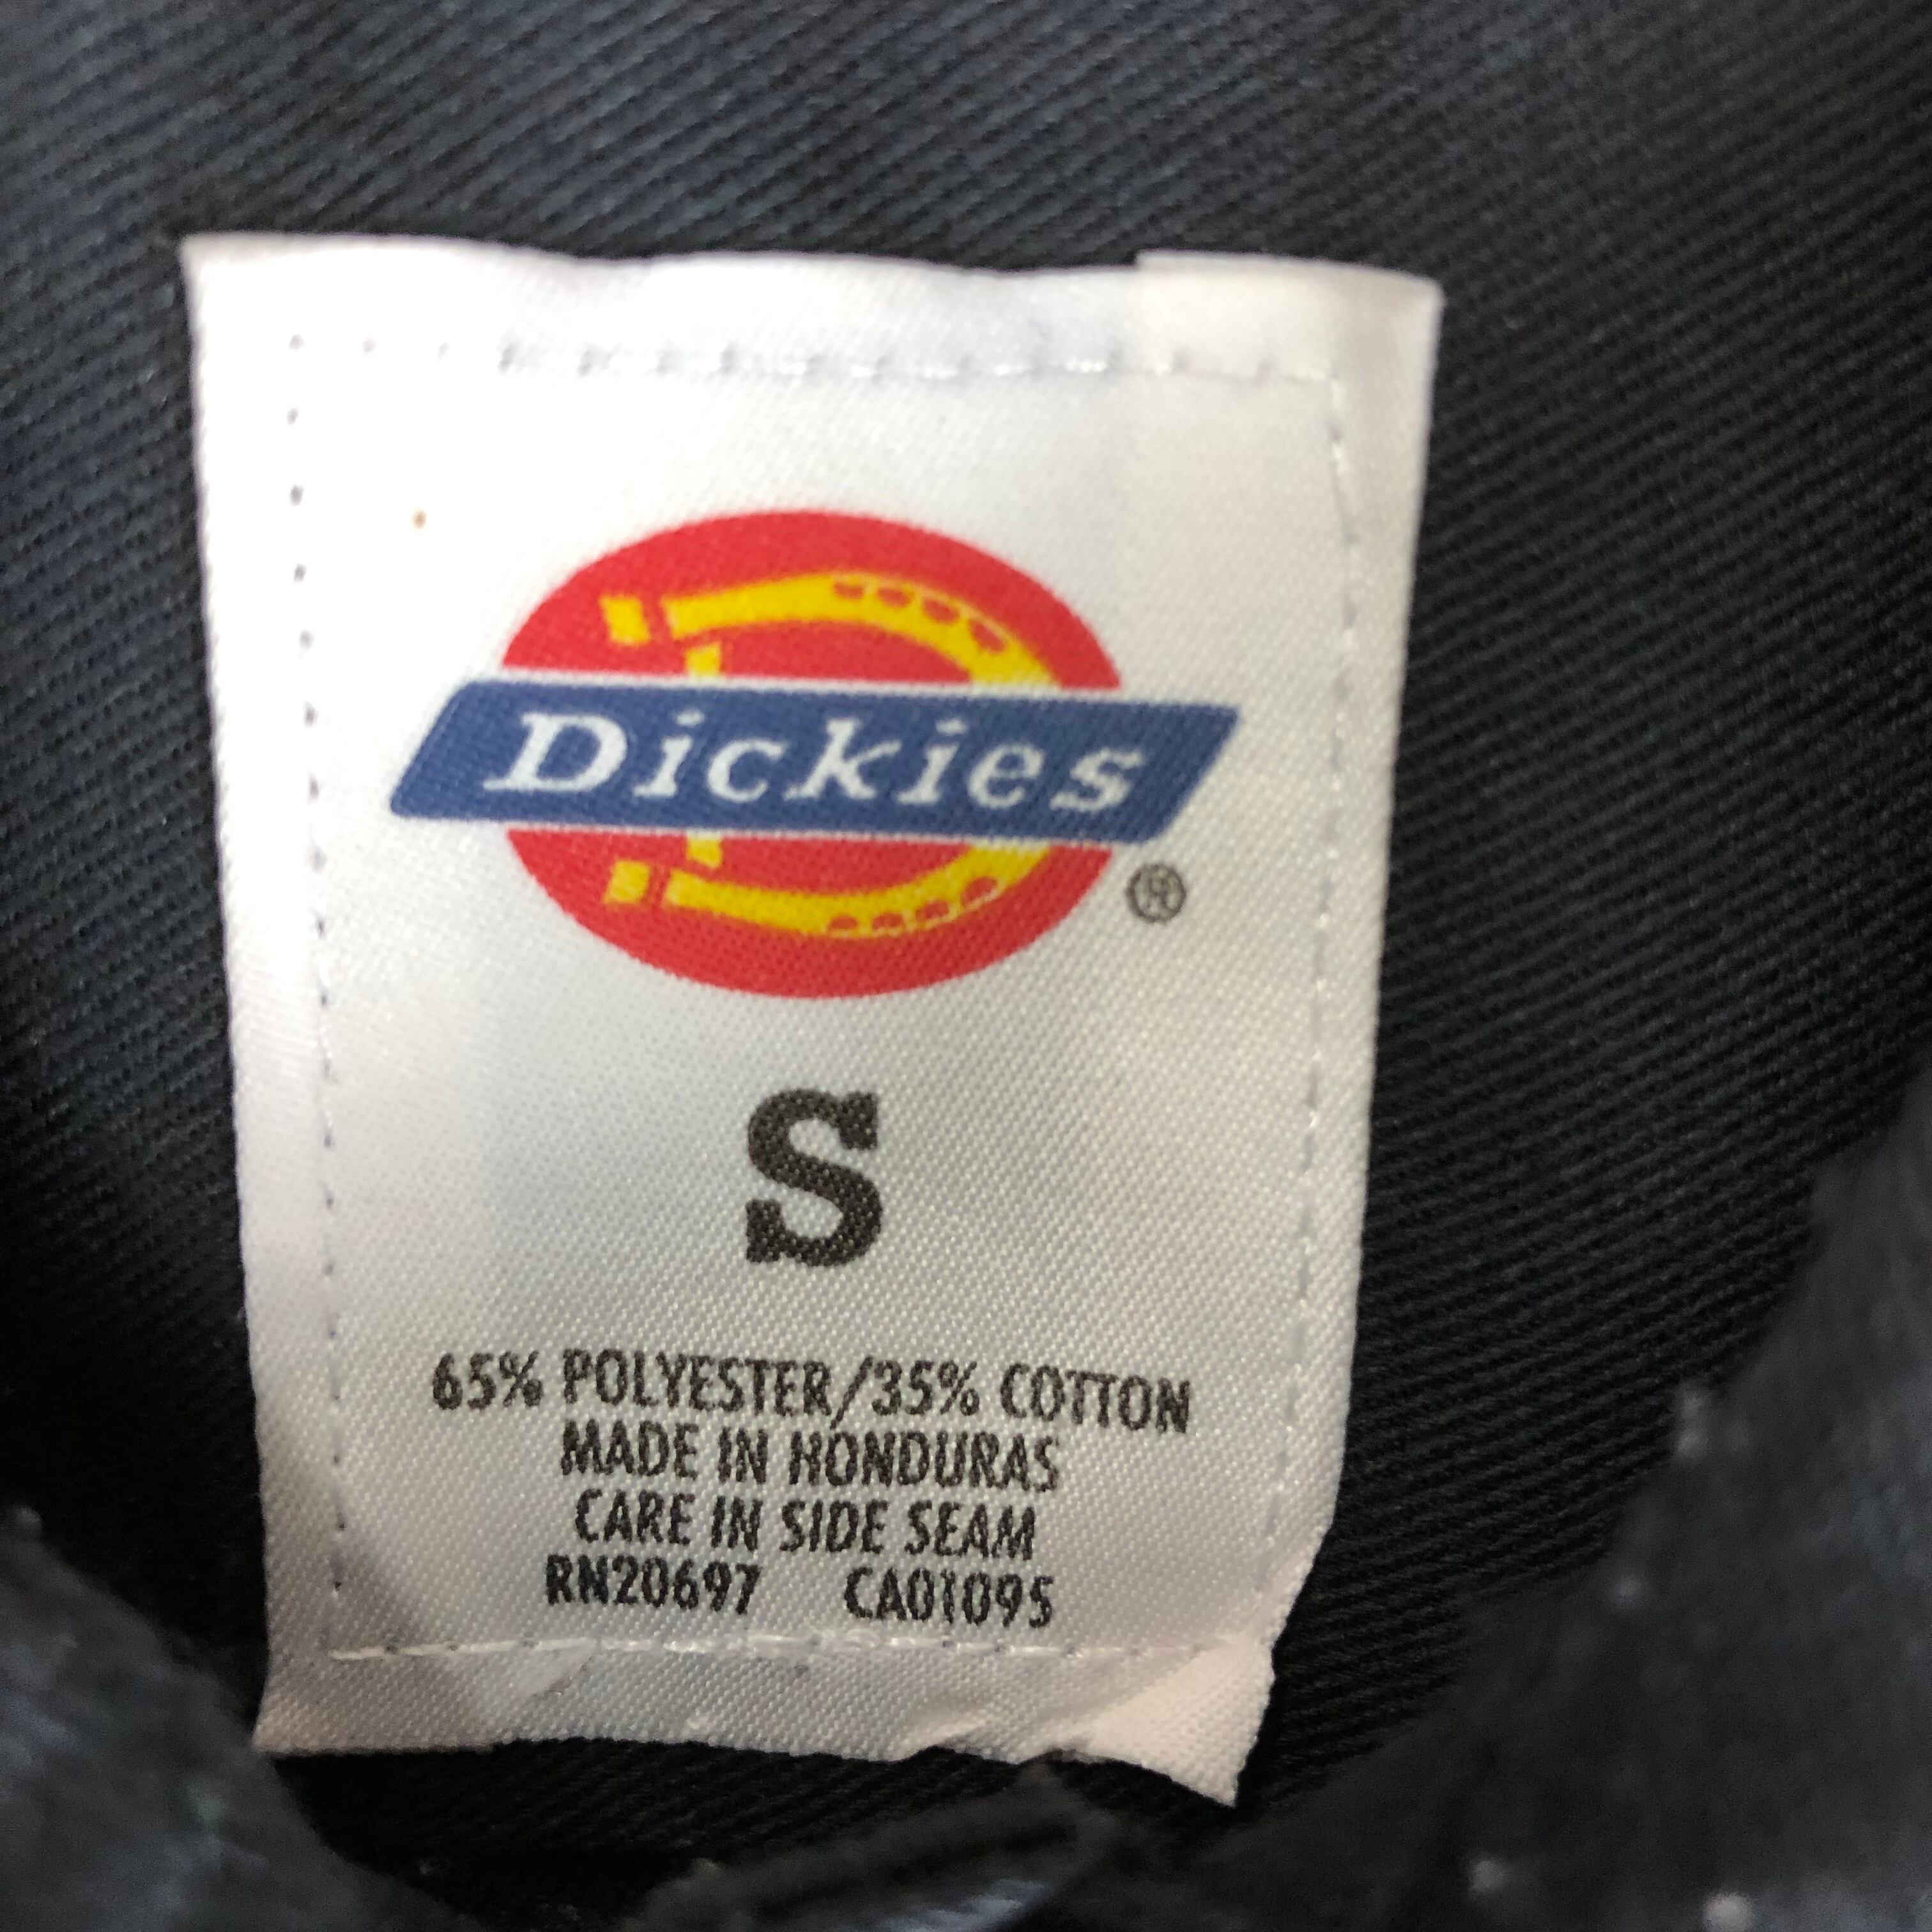 Dickies
®
S
65% POLYESTER/35% COTTON
MADE IN HONDURAS
CARE IN SIDE SEAM
RN20697 CA01095